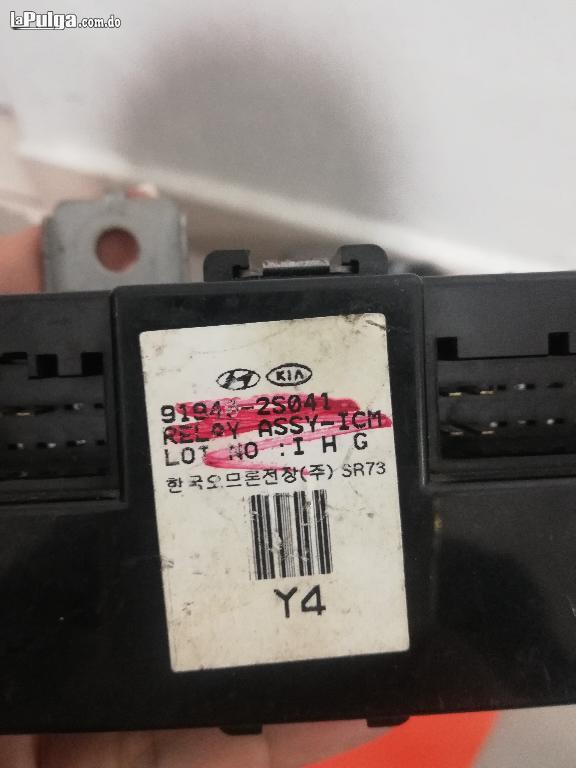 laPulga.com.do
KIA
91940-2S041
RELAY ASSY-ICM
LOT NO :I H G
한국오므론전장(주) SR73
Y4